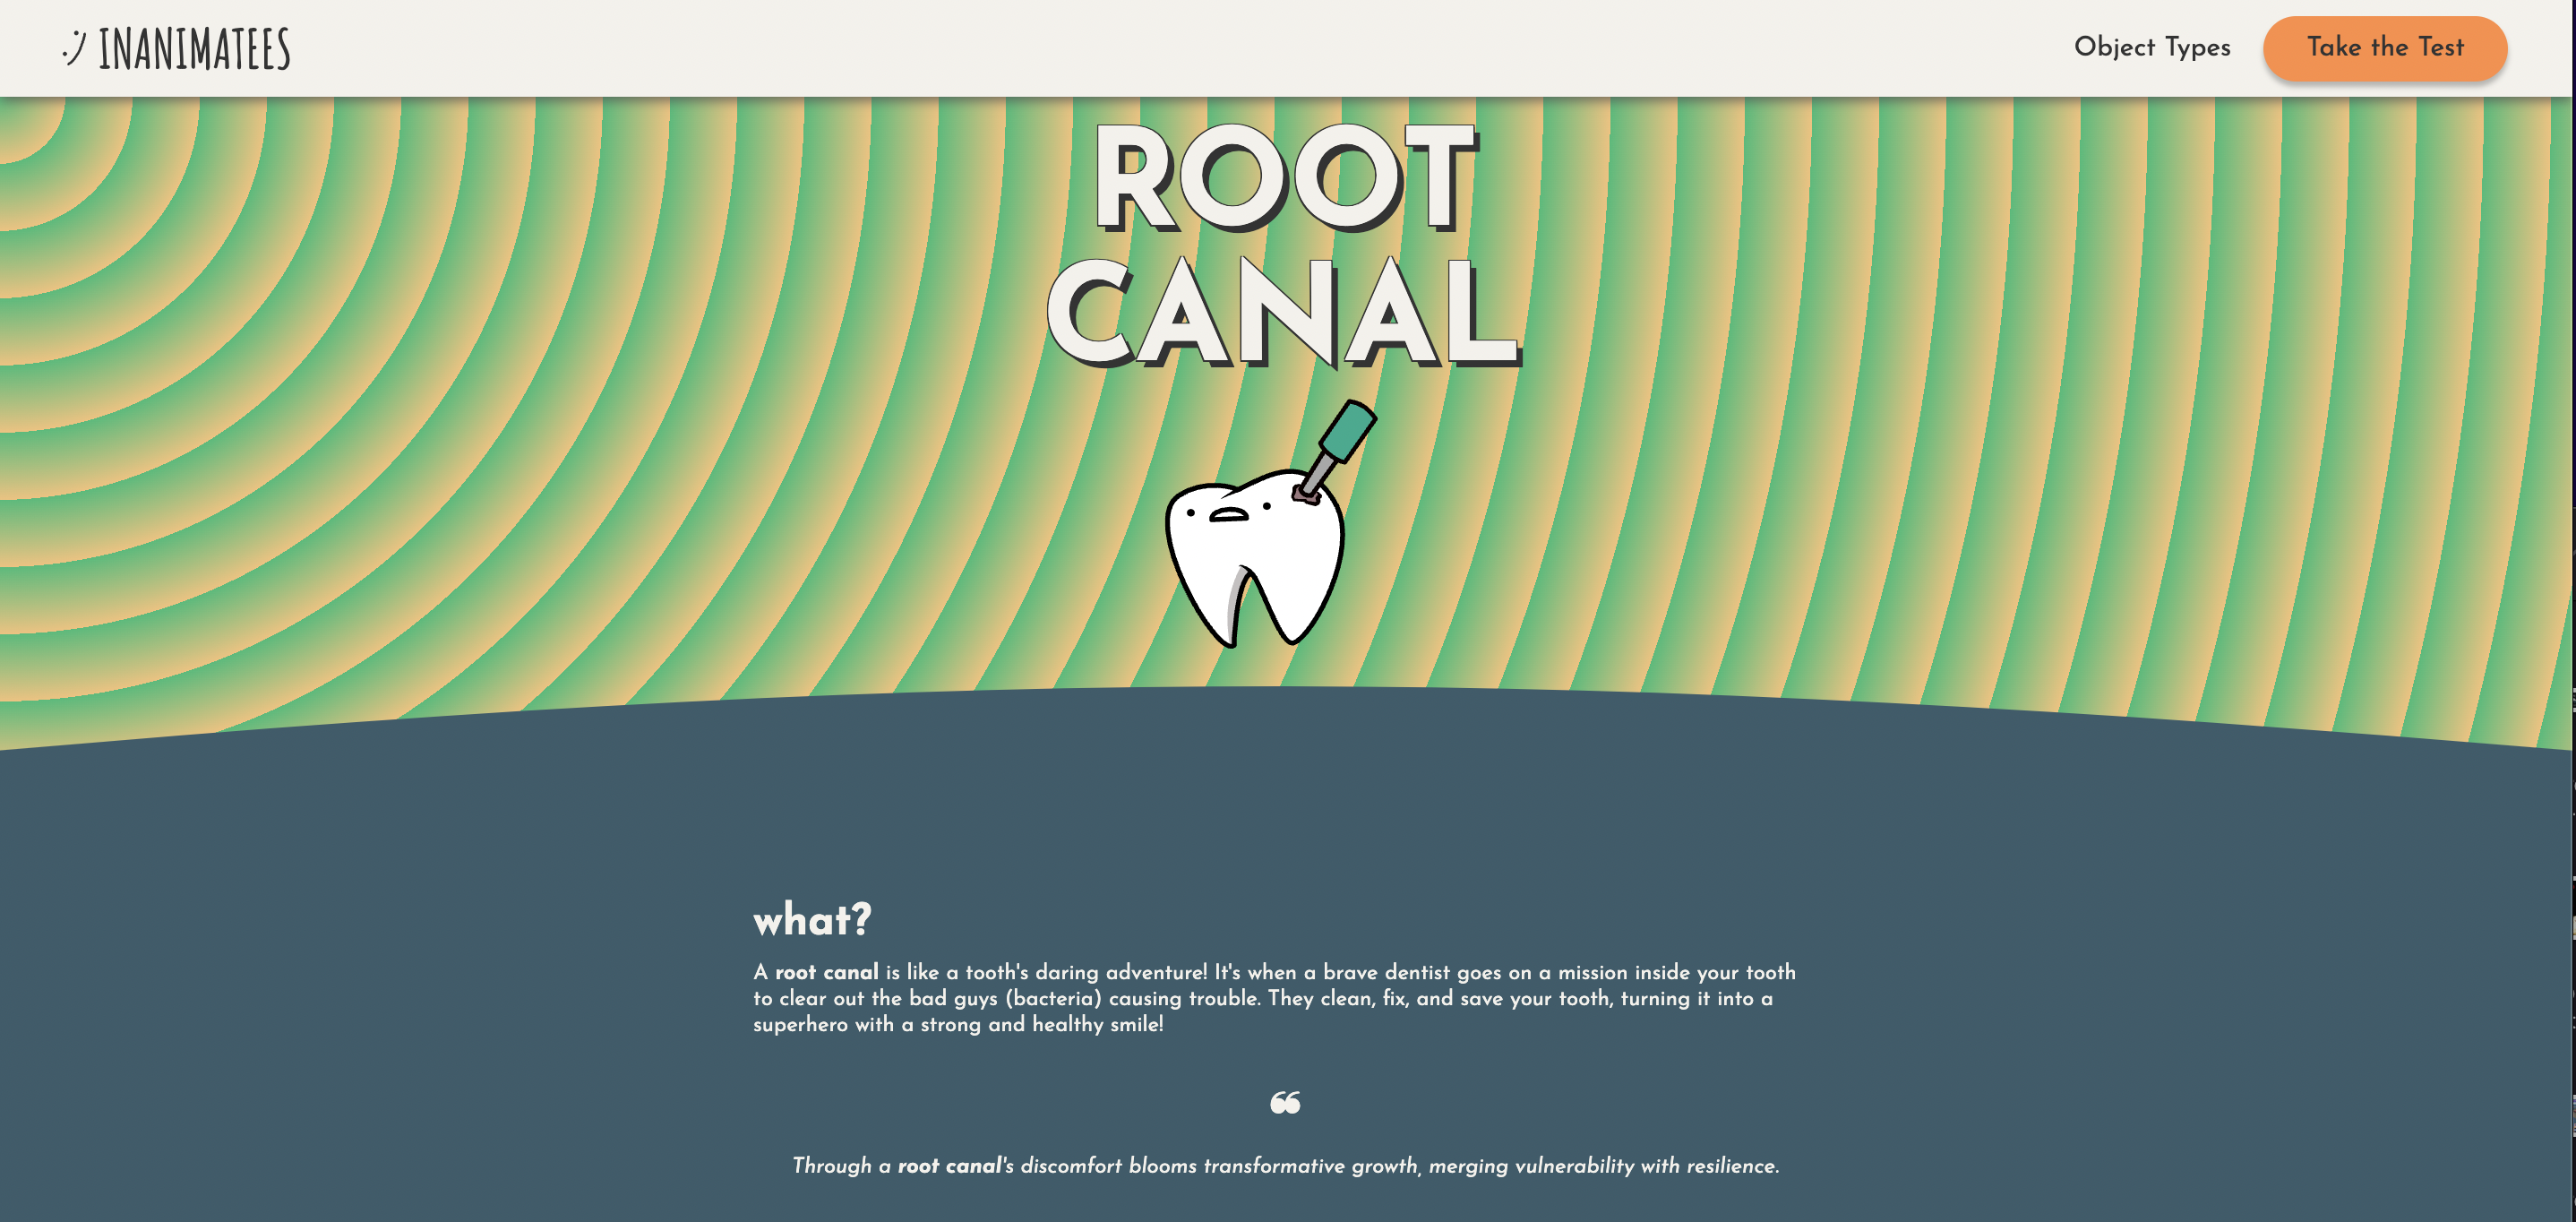 INANIMATEES
Object Types
Take the Test
ROOT
CANAL
what?
A root canal is like a tooth's daring adventure! It's when a brave dentist goes on a mission inside your tooth
to clear out the bad guys (bacteria) causing trouble. They clean, fix, and save your tooth, turning it into a
superhero with a strong and healthy smile!
❝
Through a root canal's discomfort blooms transformative growth, merging vulnerability with resilience.